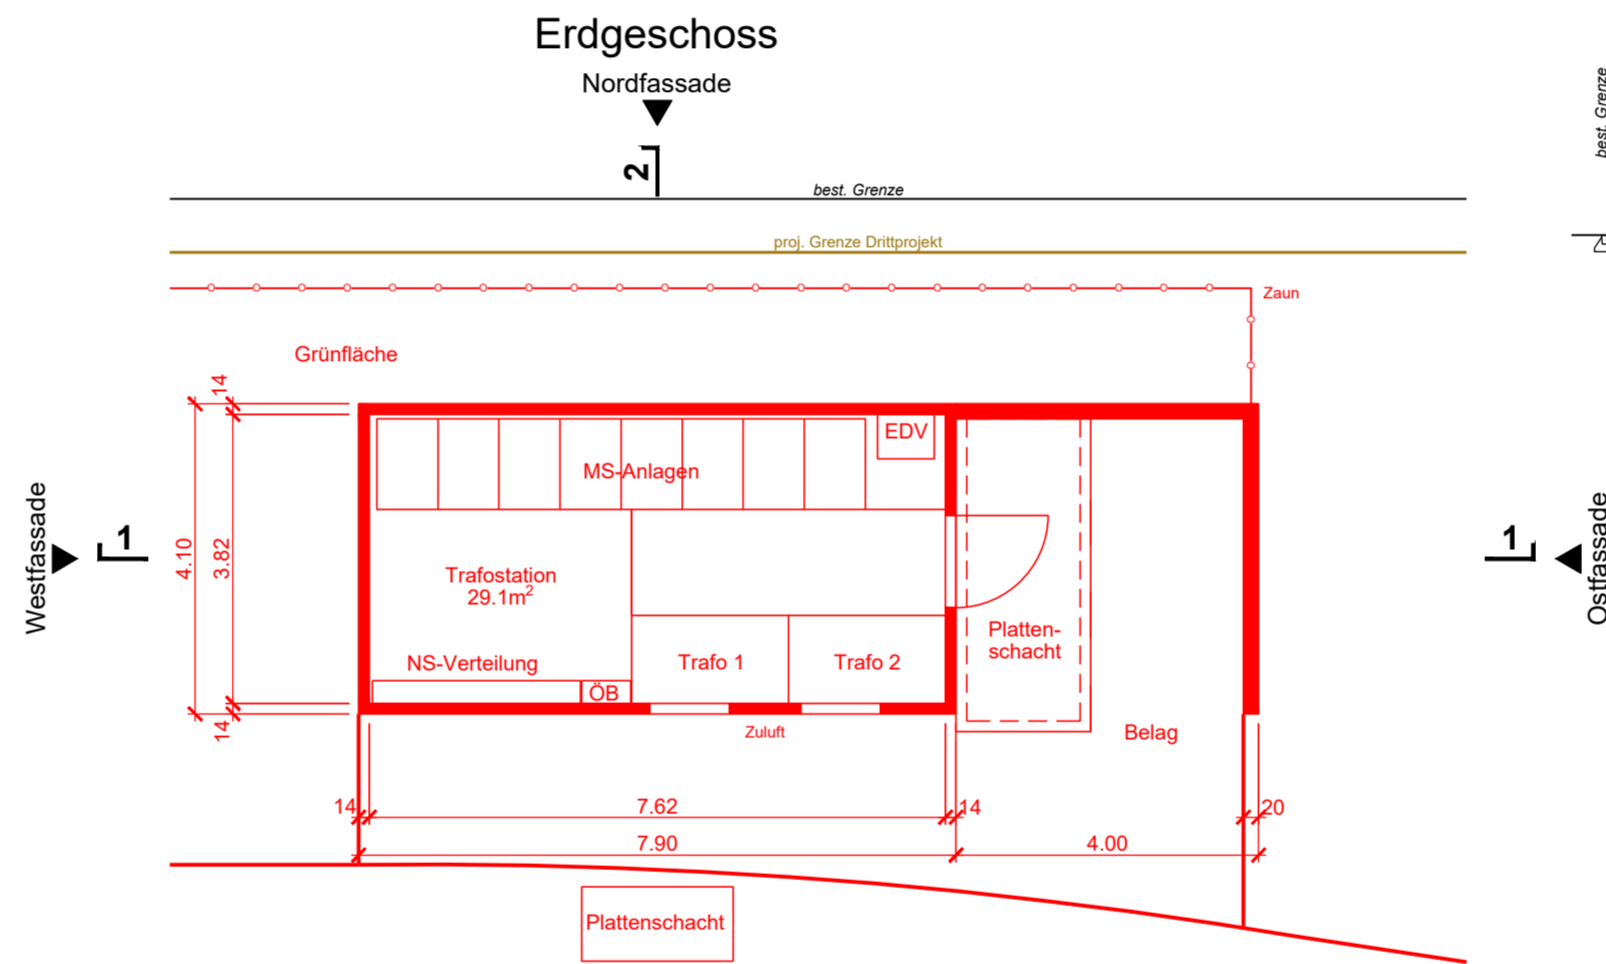 Erdgeschoss
Nordfassade
2
best. Grenze
best. Grenze
proj. Grenze Drittprojekt
Zaun
Grünfläche
14
EDV
MS-Anlagen
Westfassade
1
4.10
3.82
Trafostation
29.1m²
1
Ostfassade
Platten-
schacht
NS-Verteilung
ÖB
Trafo 1
Trafo 2
14
Zuluft
Belag
14
7.62
14
20
7.90
4.00
Plattenschacht